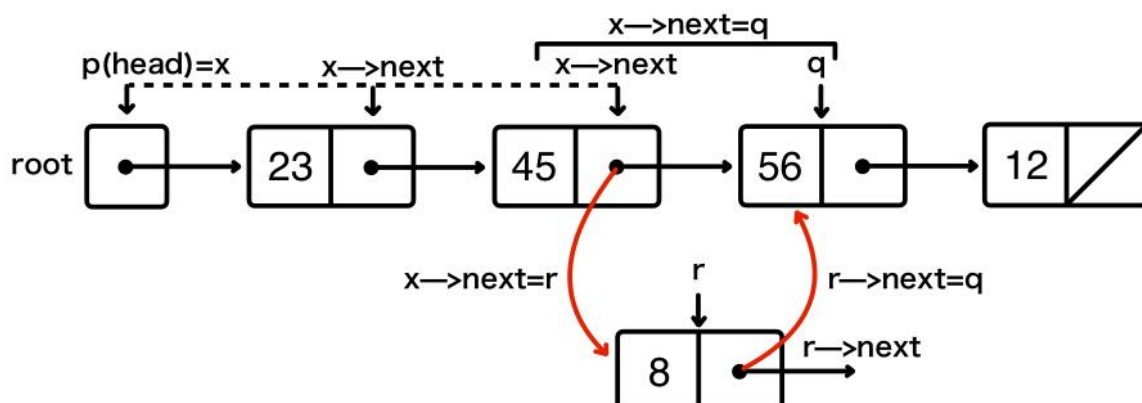 x—>next=q
p(head)=x x—>next x—>next q
root 23 45 56 12
x—>next=r r r—>next=q
8 r—>next